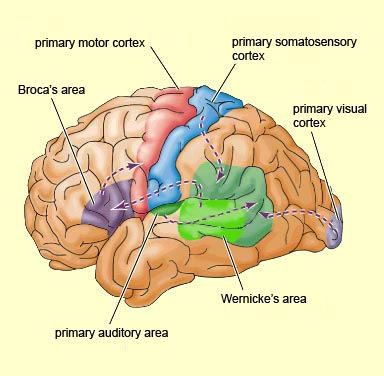 primary motor cortex
primary somatosensory
cortex
Broca's area
primary visual
cortex
Wernicke's area
primary auditory area